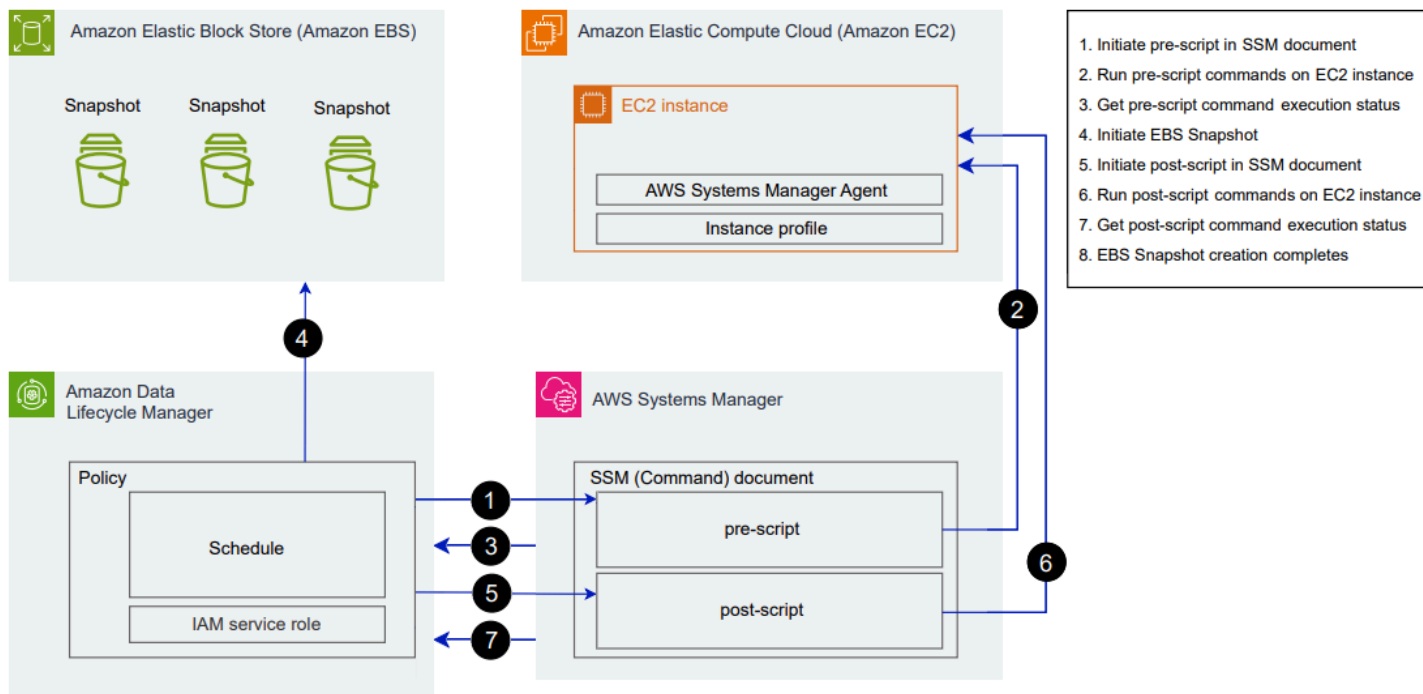 Amazon Elastic Block Store (Amazon EBS)
Snapshot
Snapshot
Snapshot
Amazon Elastic Compute Cloud (Amazon EC2)
EC2 instance
AWS Systems Manager Agent
Instance profile
1. Initiate pre-script in SSM document
2. Run pre-script commands on EC2 instance
3. Get pre-script command execution status
4. Initiate EBS Snapshot
5. Initiate post-script in SSM document
6. Run post-script commands on EC2 instance
7. Get post-script command execution status
8. EBS Snapshot creation completes
4
2
Amazon Data
Lifecycle Manager
Policy
Schedule
IAM service role
1
3
5
7
AWS Systems Manager
SSM (Command) document
pre-script
post-script
6